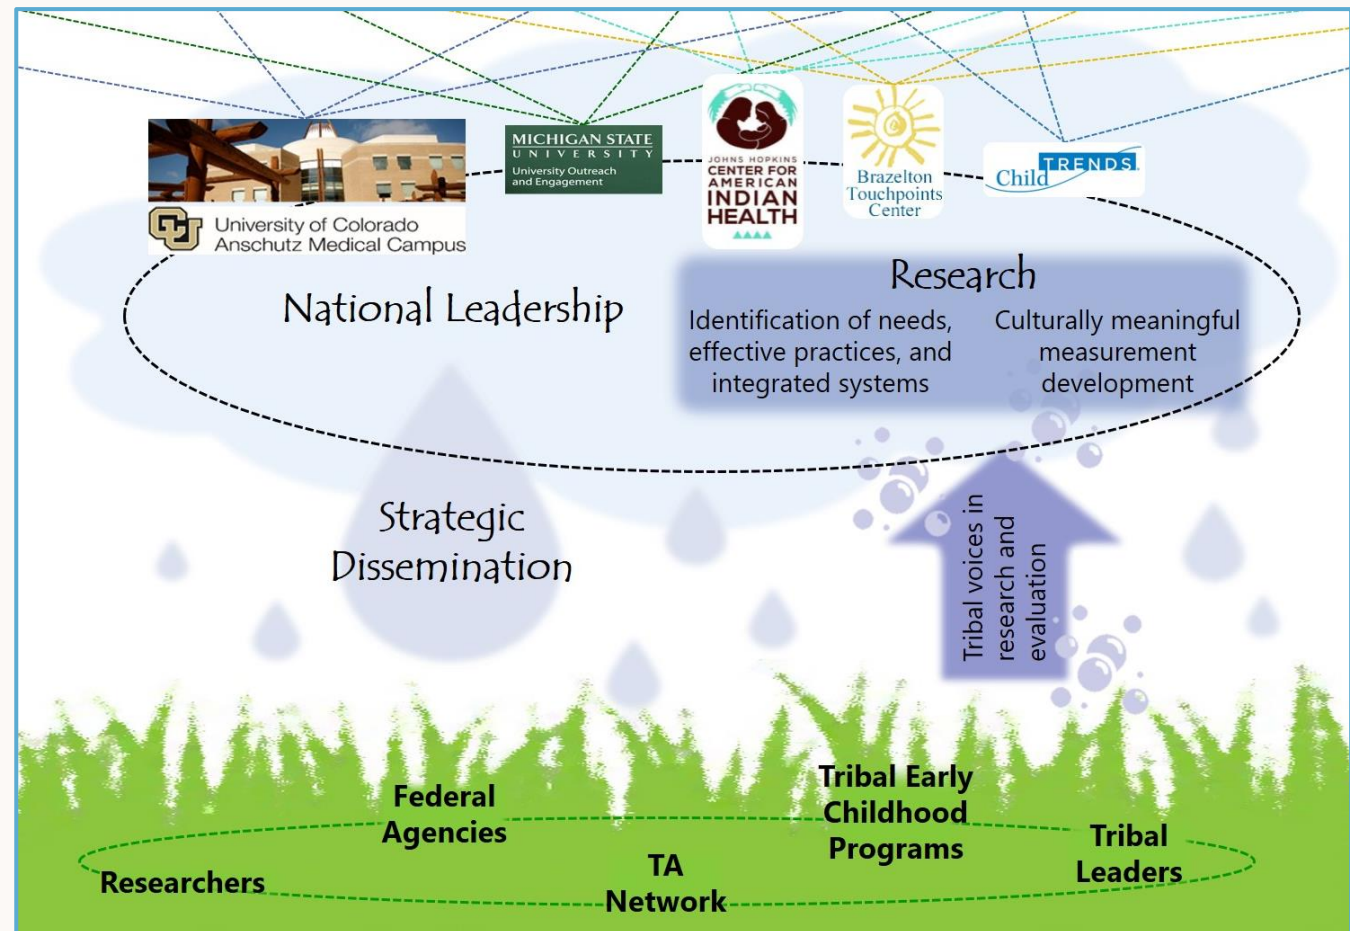 University of Colorado
Anschutz Medical Campus
MICHIGAN STATE
UNIVERSITY
University Outreach
and Engagement
JOHNS HOPKINS
CENTER FOR
AMERICAN
INDIAN
HEALTH
Brazelton
Touchpoints
Center
Child TRENDS
National Leadership
Research
Identification of needs,
effective practices, and
integrated systems
Culturally meaningful
measurement
development
Strategic
Dissemination
Tribal voices in
research and
evaluation
Researchers
Federal
Agencies
TA
Network
Tribal Early
Childhood
Programs
Tribal
Leaders